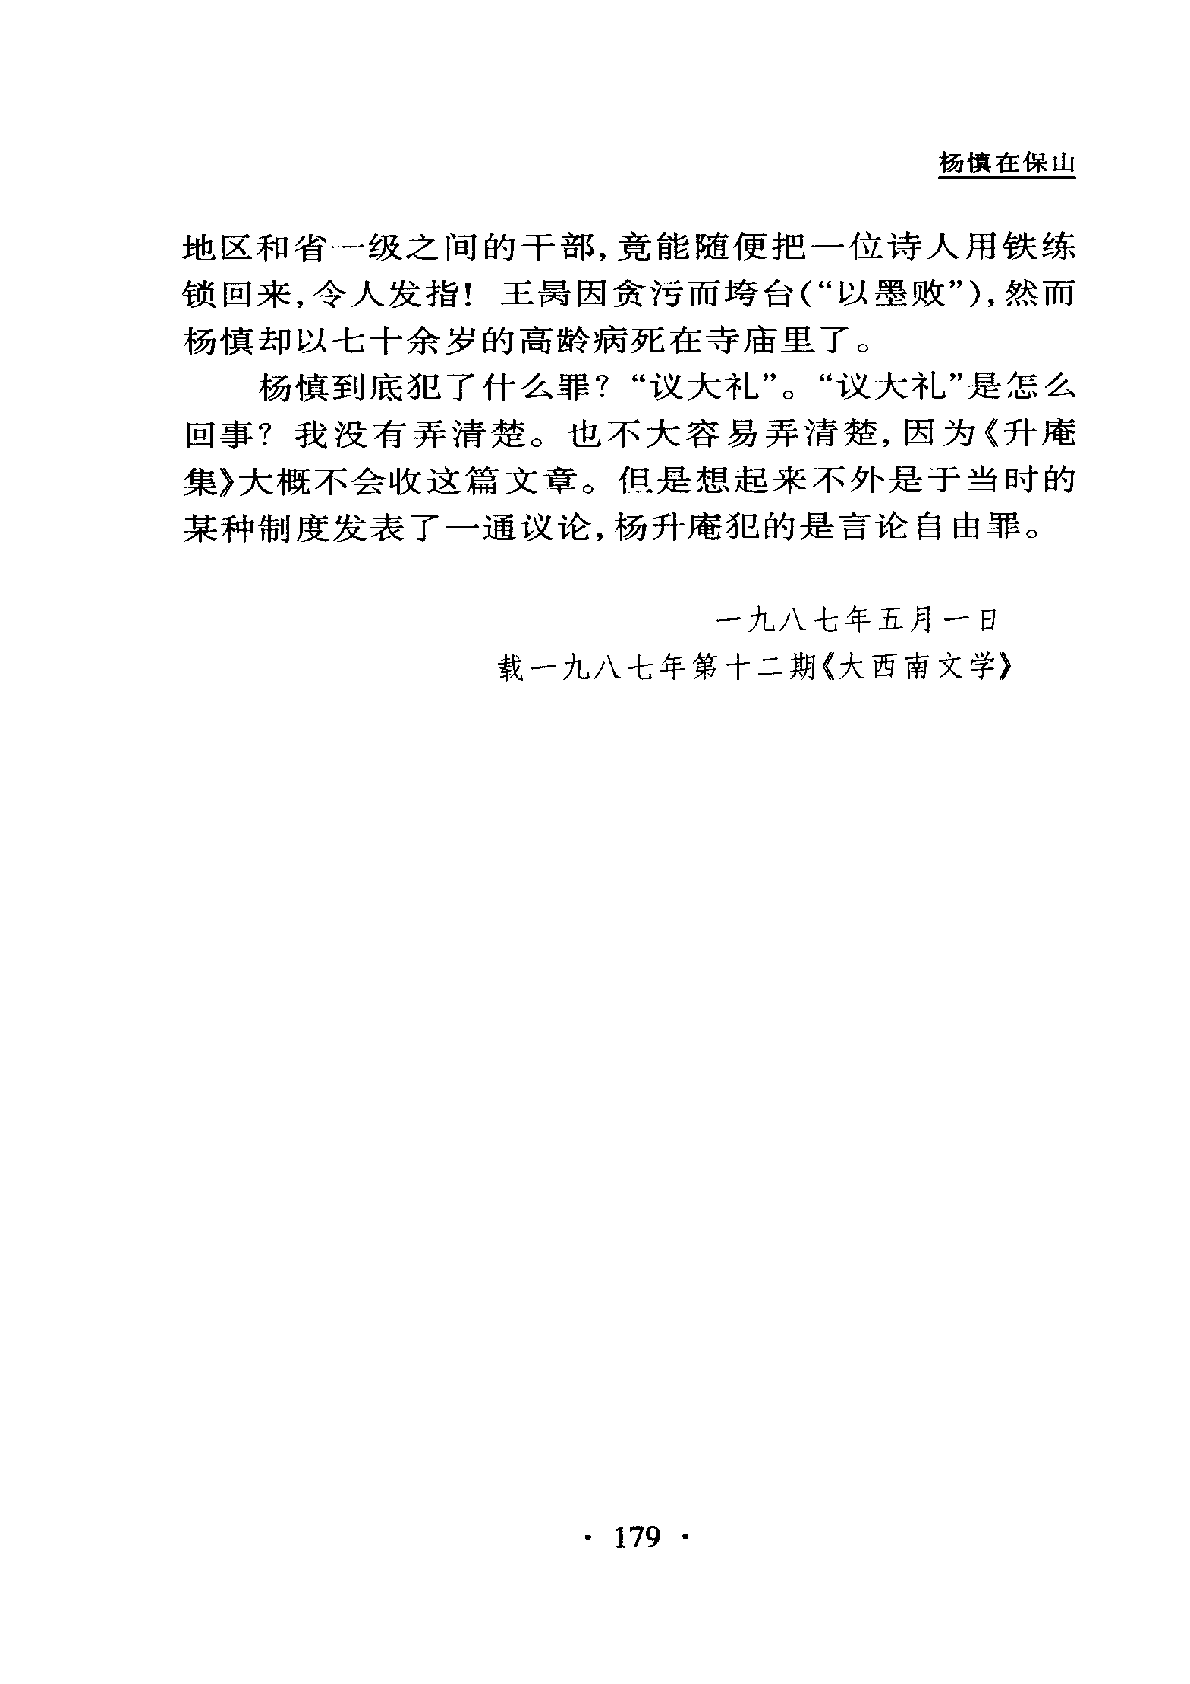 杨慎在保山
地区和省一级之间的干部，竟能随便把一位诗人用铁练
锁回来，令人发指！ 王昺因贪污而垮台（“以墨败”），然而
杨慎却以七十余岁的高龄病死在寺庙里了。
杨慎到底犯了什么罪？“议大礼”。“议大礼”是怎么
回事？ 我没有弄清楚。也不大容易弄清楚，因为《升庵
集》大概不会收这篇文章。但是想起来不外是于当时的
某种制度发表了一通议论，杨升庵犯的是言论自由罪。
一九八七年五月一日
载一九八七年第十二期《大西南文学》
· 179 ·